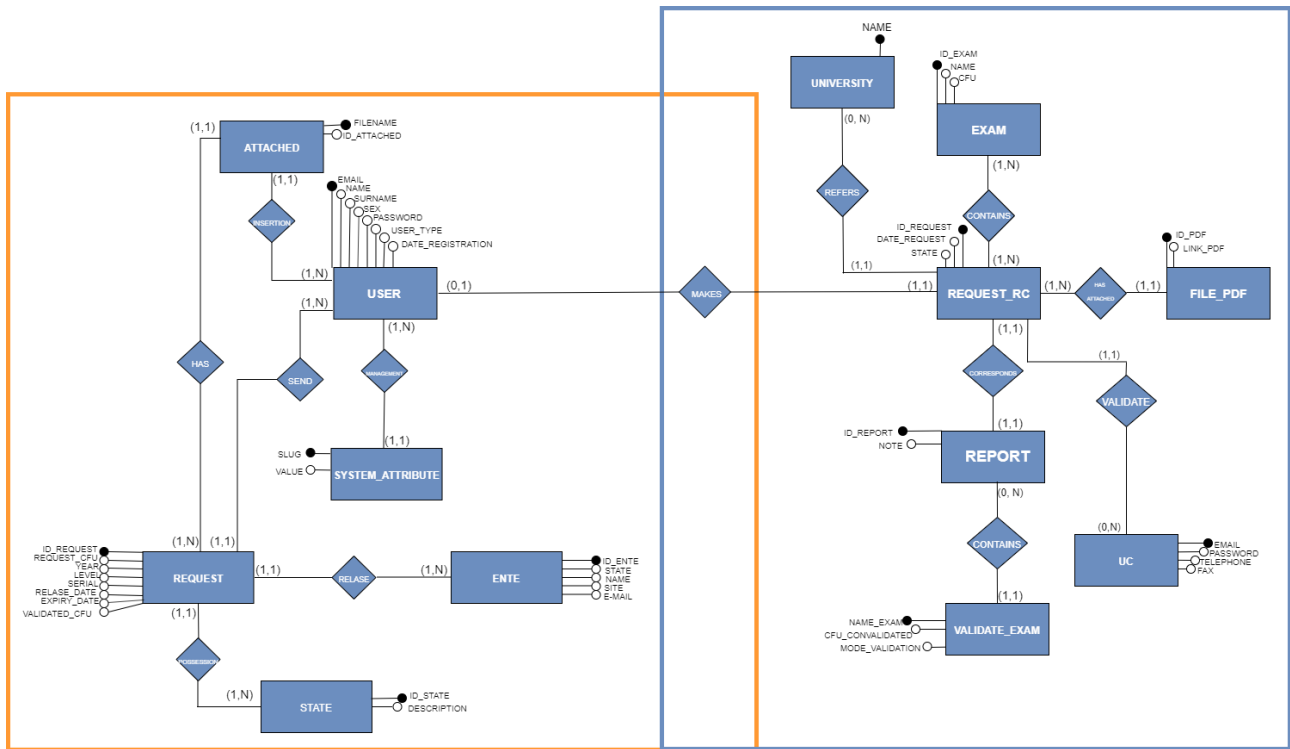 NAME
UNIVERSITY
(0, N)
REFERS
(1,1)
ID_EXAM
NAME
CFU
EXAM
(1,N)
CONTAINS
(1,N)
ID_REQUEST
DATE_REQUEST
STATE
REQUEST_RC
(1,1)
(1,N)
HAS
ATTACHED
(1,1)
ID_PDF
LINK_PDF
FILE_PDF
(1,1)
CORRESPONDS
(1,1)
ID_REPORT
NOTE
REPORT
(0, N)
CONTAINS
(1,1)
NAME_EXAM
CFU_CONVALIDATED
MODE_VALIDATION
VALIDATE_EXAM
(1,1)
VALIDATE
(0,N)
UC
EMAIL
PASSWORD
TELEPHONE
FAX
MAKES
(0,1)
(1,1)
ATTACHED
FILENAME
ID_ATTACHED
(1,1)
INSERTION
(1,N)
EMAIL
NAME
SURNAME
SEX
PASSWORD
USER_TYPE
DATE_REGISTRATION
USER
(1,N)
SEND
(1,1)
(1,N)
MANAGEMENT
(1,1)
SLUG
VALUE
SYSTEM_ATTRIBUTE
HAS
(1,N)
ID_REQUEST
REQUEST_CFU
YEAR
LEVEL
SERIAL
RELASE_DATE
EXPIRY_DATE
VALIDATED_CFU
REQUEST
(1,1)
RELASE
(1,N)
ENTE
ID_ENTE
STATE
NAME
SITE
E-MAIL
(1,1)
POSSESSION
(1,N)
STATE
ID_STATE
DESCRIPTION